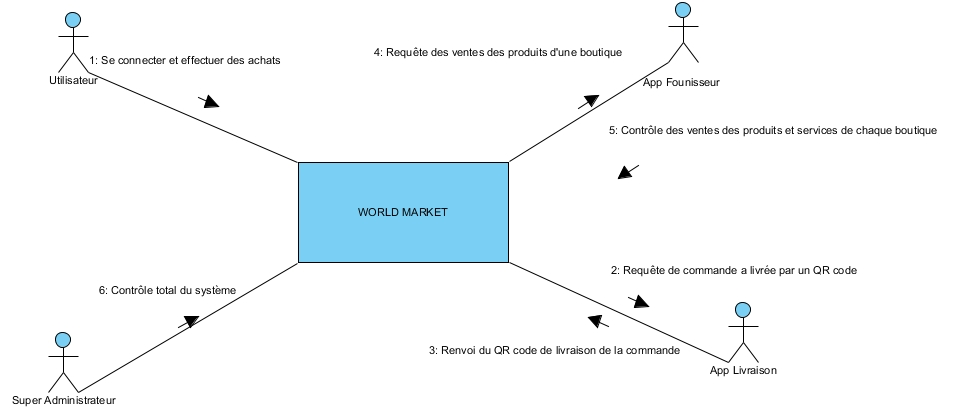 1: Se connecter et effectuer des achats
Utilisateur
4: Requête des ventes des produits d'une boutique
App Founisseur
5: Contrôle des ventes des produits et services de chaque boutique
WORLD MARKET
2: Requête de commande a livrée par un QR code
6: Contrôle total du système
3: Renvoi du QR code de livraison de la commande
App Livraison
Super Administrateur